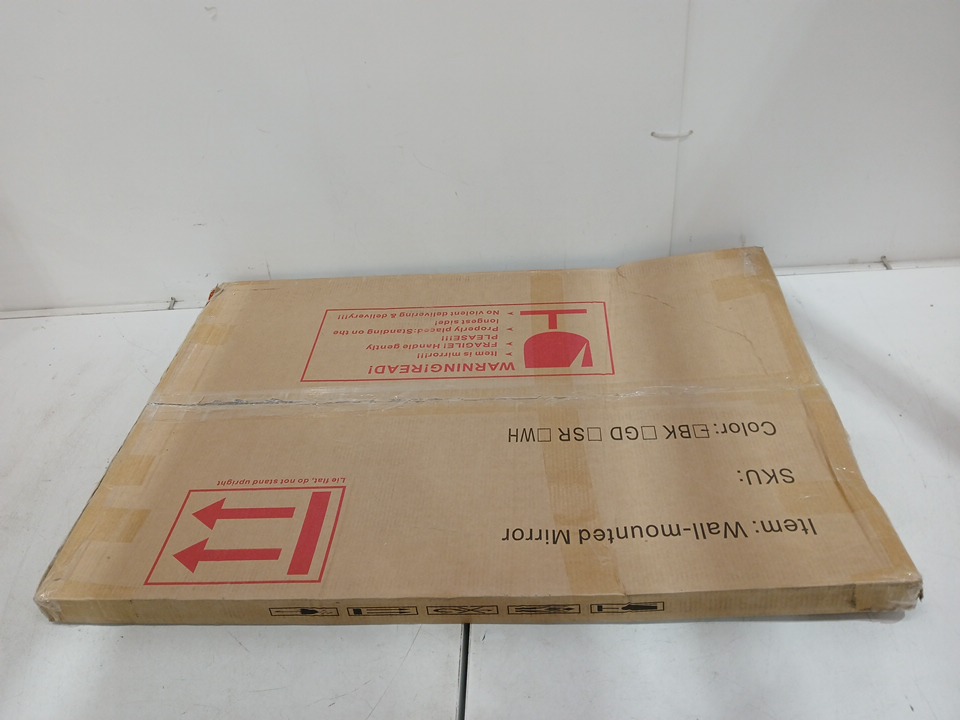 Item: Wall-mounted Mirror
SKU:
Color: ☑BK ☐GD ☐SR ☐WH
Lie flat, do not stand upright
WARNING!READ!
Item is mirror!!!
FRAGILE! Handle gently
PLEASE!!!
Properly placed:Standing on the
longest side!
No violent delivering & delivery!!!